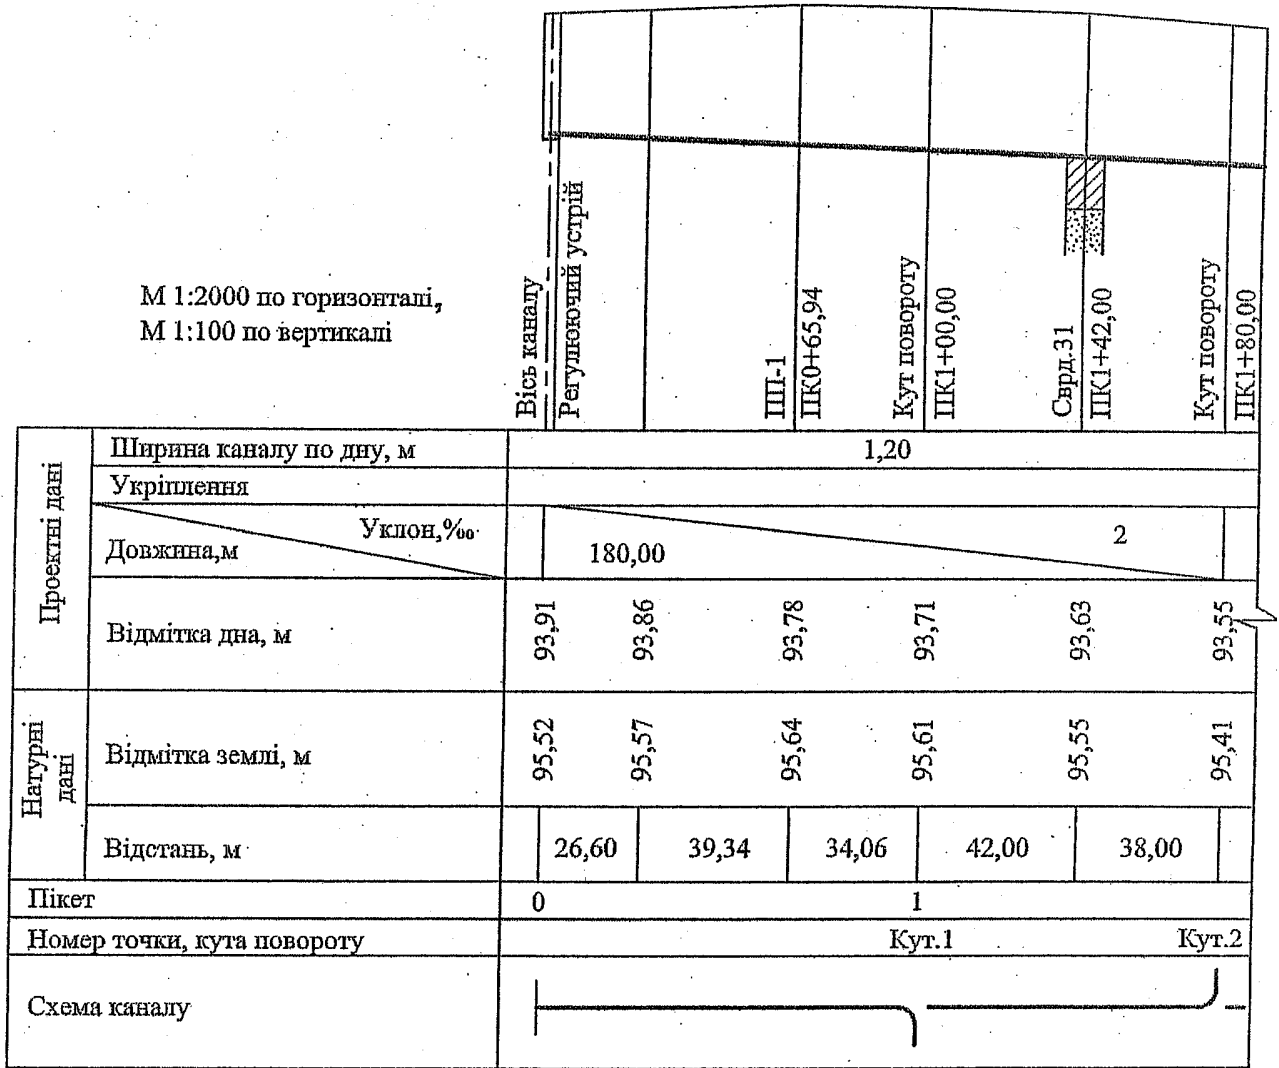 М 1:2000 по горизонталі,
М 1:100 по вертикалі
Вісь каналу
Регулюючий устрій
ПП-1
ПК0+65,94
Кут повороту
ПК1+00,00
Сврд.31
ПК1+42,00
Кут повороту
ПК1+80,00
Проектні дані
Ширина каналу по дну, м
1,20
Укріплення
Уклон,‰
Довжина,м
180,00
2
Відмітка дна, м
93,91
93,86
93,78
93,71
93,63
93,55
Натурні
дані
Відмітка землі, м
95,52
95,57
95,64
95,61
95,55
95,41
Відстань, м
26,60
39,34
34,06
42,00
38,00
Пікет
0
1
Номер точки, кута повороту
Кут.1
Кут.2
Схема каналу